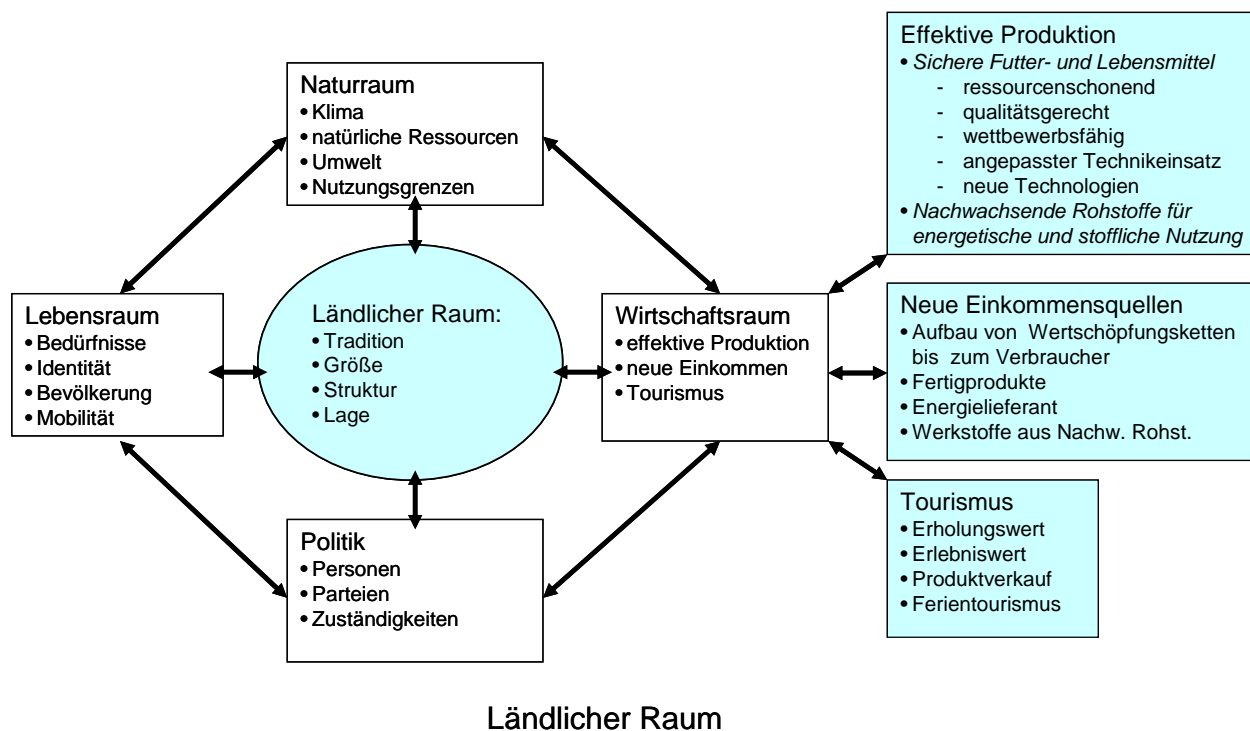 Naturraum
• Klima
• natürliche Ressourcen
• Umwelt
• Nutzungsgrenzen
Lebensraum
• Bedürfnisse
• Identität
• Bevölkerung
• Mobilität
Ländlicher Raum:
• Tradition
• Größe
• Struktur
• Lage
Wirtschaftsraum
• effektive Produktion
• neue Einkommen
• Tourismus
Politik
• Personen
• Parteien
• Zuständigkeiten
Effektive Produktion
• Sichere Futter- und Lebensmittel
- ressourcenschonend
- qualitätsgerecht
- wettbewerbsfähig
- angepasster Technikeinsatz
- neue Technologien
• Nachwachsende Rohstoffe für
energetische und stoffliche Nutzung
Neue Einkommensquellen
• Aufbau von Wertschöpfungsketten
bis zum Verbraucher
• Fertigprodukte
• Energielieferant
• Werkstoffe aus Nachw. Rohst.
Tourismus
• Erholungswert
• Erlebniswert
• Produktverkauf
• Ferientourismus
Ländlicher Raum